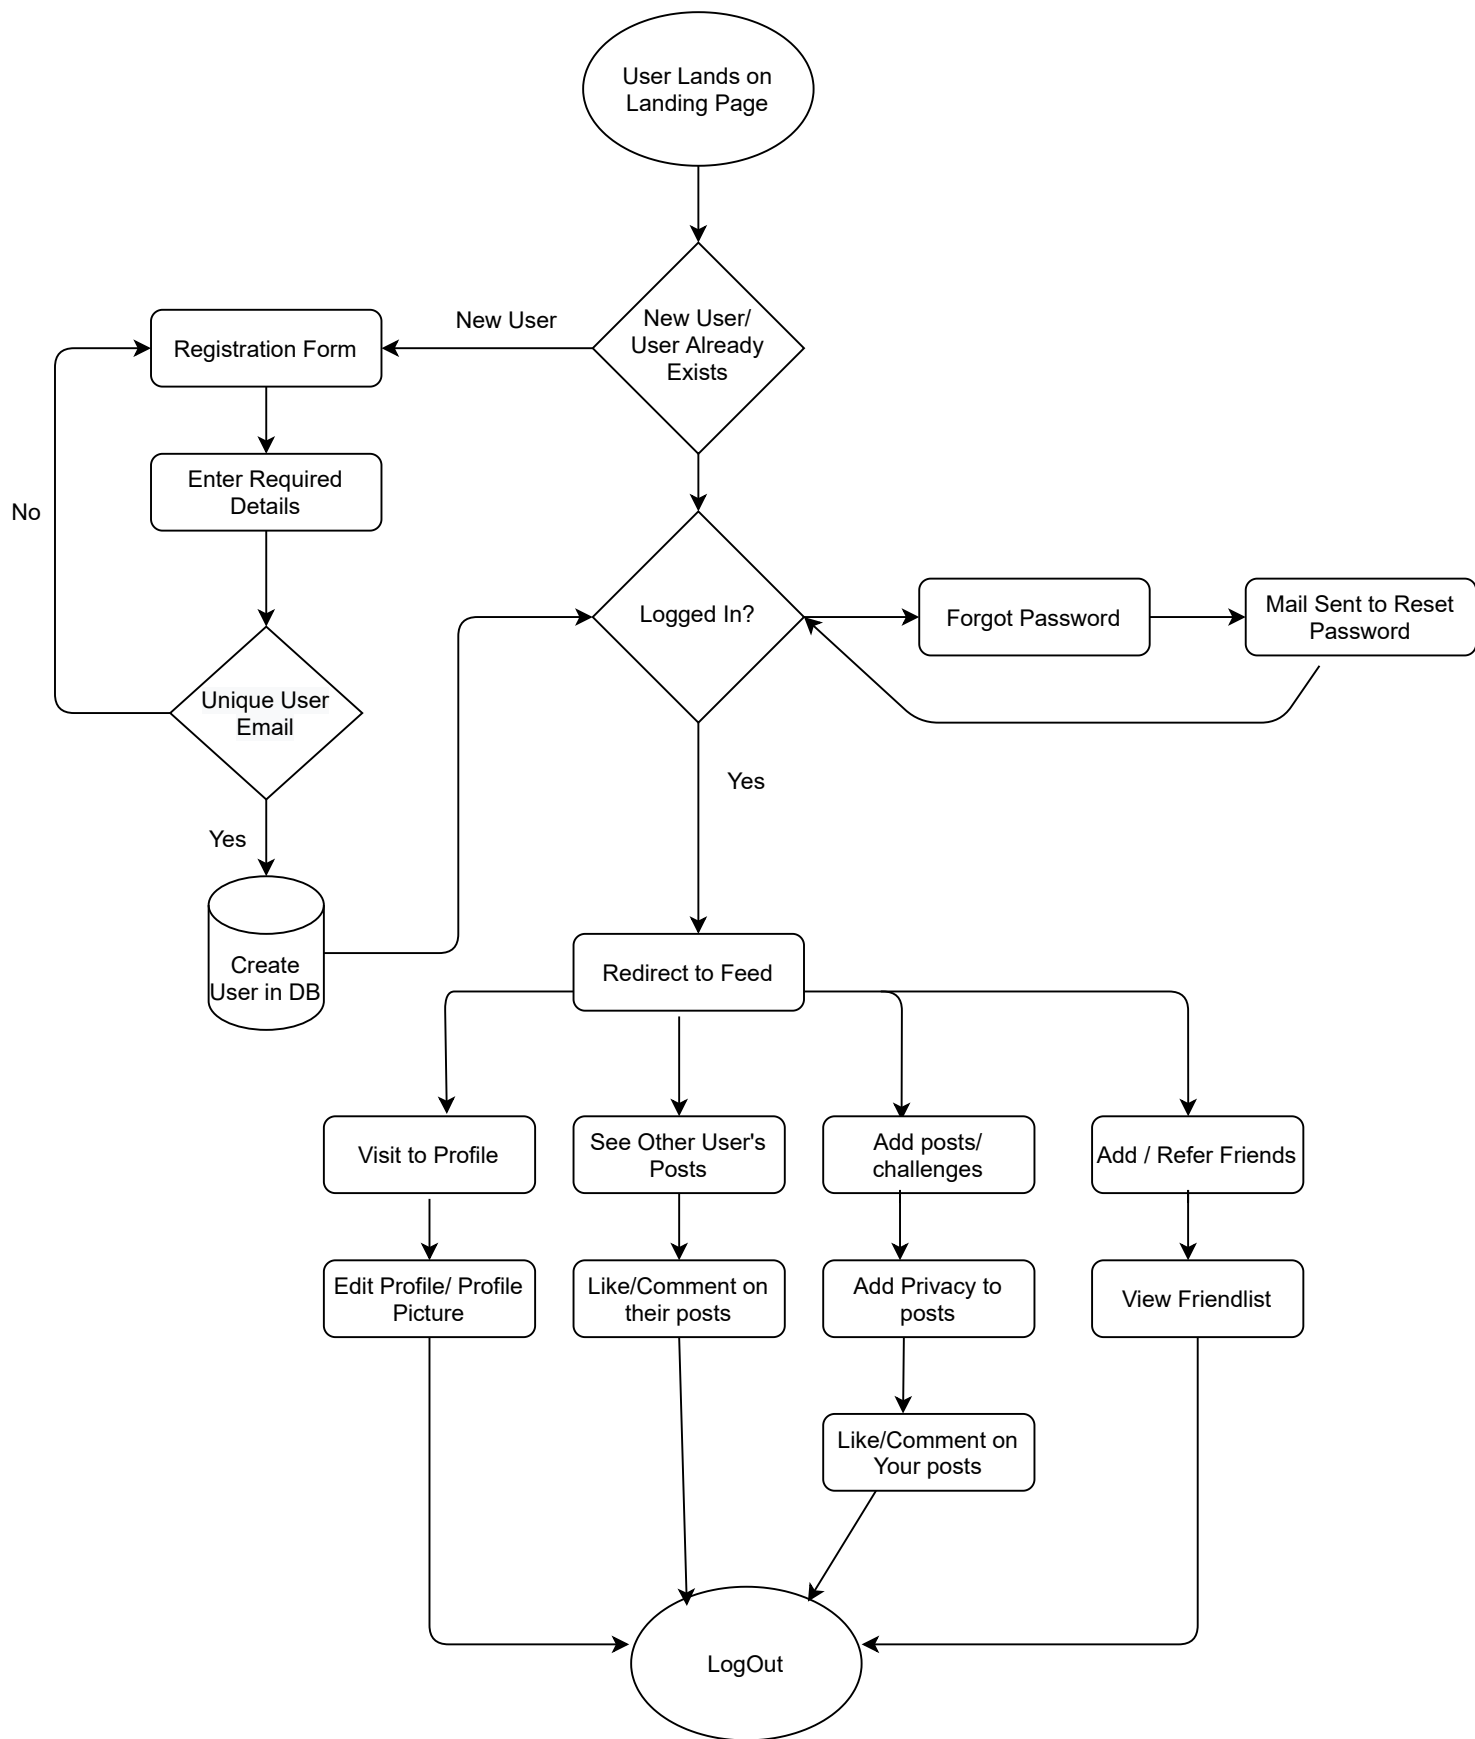 User Lands on
Landing Page
New User/
User Already
Exists
New User
Registration Form
Enter Required
Details
No
Unique User
Email
Yes
Create
User in DB
Logged In?
Forgot Password
Mail Sent to Reset
Password
Yes
Redirect to Feed
Visit to Profile
See Other User's
Posts
Add posts/
challenges
Add / Refer Friends
Edit Profile/ Profile
Picture
Like/Comment on
their posts
Add Privacy to
posts
View Friendlist
Like/Comment on
Your posts
LogOut